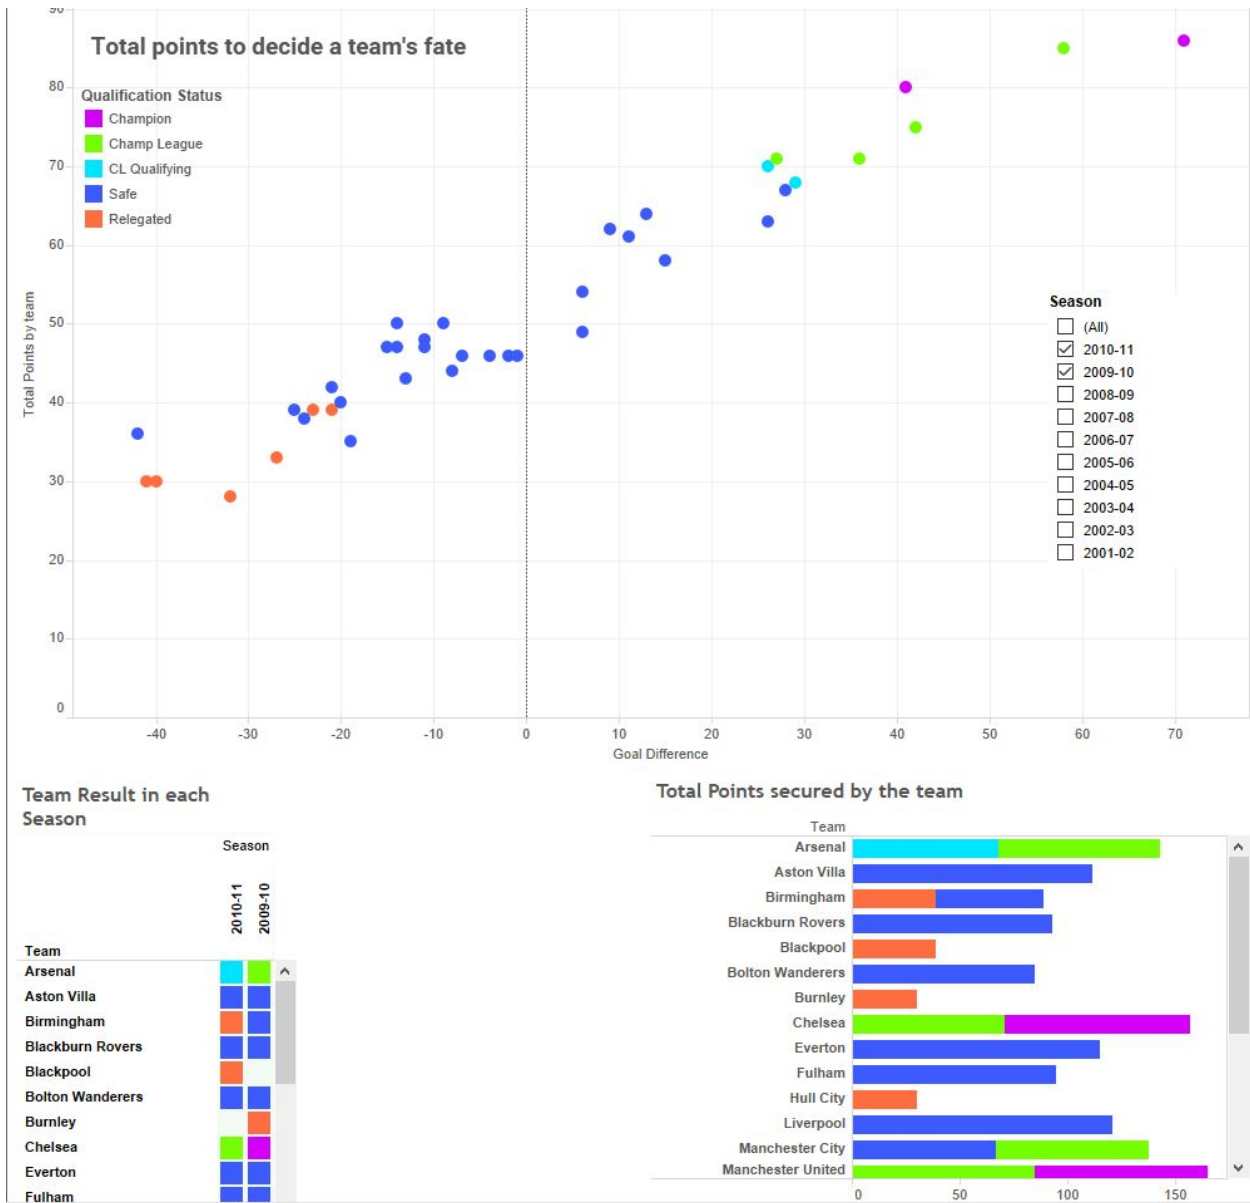 90
Total points to decide a team's fate
Qualification Status
Champion
Champ League
CL Qualifying
Safe
Relegated
80
70
60
50
40
30
20
10
0
Total Points by team
Season
(All)
2010-11
2009-10
2008-09
2007-08
2006-07
2005-06
2004-05
2003-04
2002-03
2001-02
-40 -30 -20 -10 0 10 20 30 40 50 60 70
Goal Difference
Team Result in each
Season
Season
2010-11
2009-10
Team
Arsenal
Aston Villa
Birmingham
Blackburn Rovers
Blackpool
Bolton Wanderers
Burnley
Chelsea
Everton
Fulham
Total Points secured by the team
Team
Arsenal
Aston Villa
Birmingham
Blackburn Rovers
Blackpool
Bolton Wanderers
Burnley
Chelsea
Everton
Fulham
Hull City
Liverpool
Manchester City
Manchester United
0 50 100 150